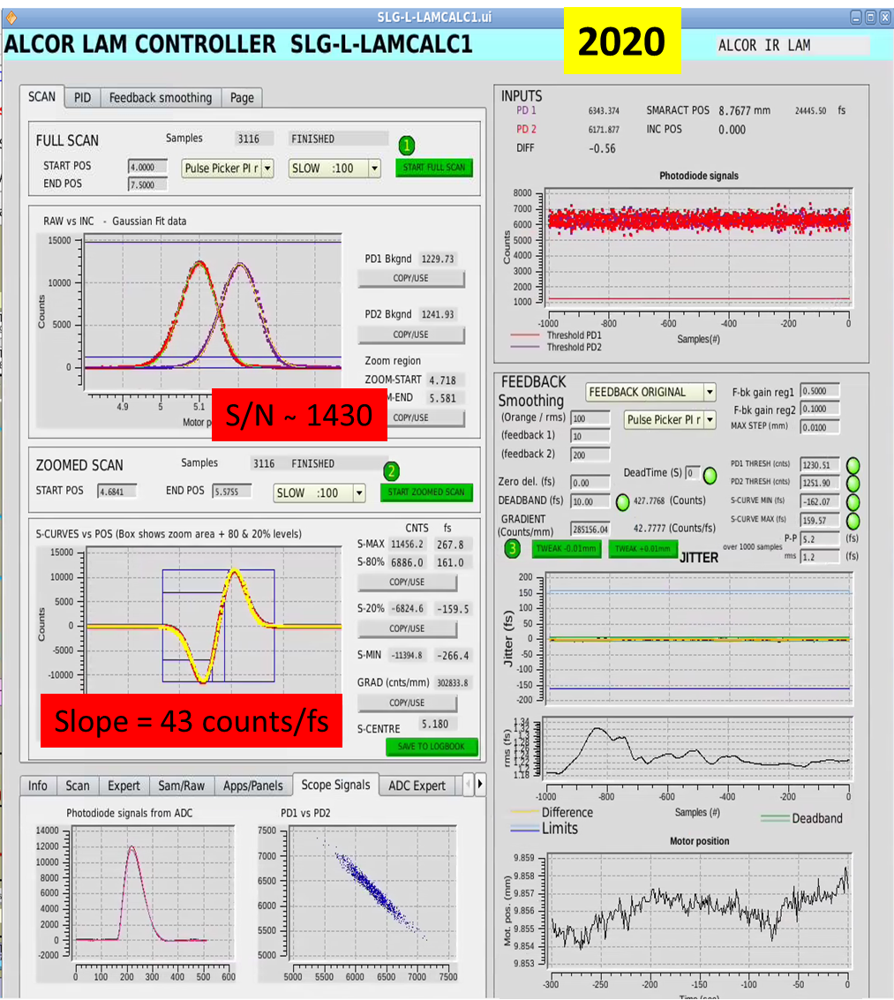 SLG-L-LAMCALC1.ui
ALCOR LAM CONTROLLER SLG-L-LAMCALC1
2020
ALCOR IR LAM
SCAN PID Feedback smoothing Page
FULL SCAN Samples 3116 FINISHED 1
START POS 4.0000 Pulse Picker PI r SLOW :100 START FULL SCAN
END POS 7.5000
RAW vs INC - Gaussian Fit data
15000
10000
5000
0
Counts
4.9 5 5.1
PD1 Bkgnd 1229.73
COPY/USE
PD2 Bkgnd 1241.93
COPY/USE
Zoom region
ZOOM-START 4.718
M-END 5.581
COPY/USE
Motor p
S/N ~ 1430
ZOOMED SCAN Samples 3116 FINISHED 2
START POS 4.6841 END POS 5.5755 SLOW :100 START ZOOMED SCAN
S-CURVES vs POS (Box shows zoom area + 80 & 20% levels)
15000
10000
5000
0
-5000
-10000
Counts
CNTS fs
S-MAX 11456.2 267.8
S-80% 6886.0 161.0
COPY/USE
S-20% -6824.6 -159.5
COPY/USE
S-MIN -11394.8 -266.4
GRAD (cnts/mm) 302833.8
COPY/USE
S-CENTRE 5.180
SAVE TO LOGBOOK
Slope = 43 counts/fs
Info Scan Expert Sam/Raw Apps/Panels Scope Signals ADC Expert
Photodiode signals from ADC
14000
12000
10000
8000
6000
4000
2000
0
-2000
0 100 200 300 400 500 600
PD1 vs PD2
7500
7000
6500
6000
5500
5000
5000 5500 6000 6500 7000 7500
INPUTS
PD 1 6343.374 SMARACT POS 8.7677 mm 24445.50 fs
PD 2 6171.877 INC POS 0.000
DIFF -0.56
Photodiode signals
8000
7000
6000
5000
4000
3000
2000
1000
Counts
-1000 -800 -600 -400 -200 0
Samples(#)
Threshold PD1
Threshold PD2
FEEDBACK
Smoothing
FEEDBACK ORIGINAL
F-bk gain reg1 0.5000
(Orange / rms) 100 Pulse Picker PI r F-bk gain reg2 0.1000
(feedback 1) 10 MAX STEP (mm) 0.0100
(feedback 2) 200
PD1 THRESH (cnts) 1230.51
Zero del. (fs) 0.00 DeadTime (S) 0 PD2 THRESH (cnts) 1251.90
DEADBAND (fs) 10.00 427.7768 (Counts) S-CURVE MIN (fs) -162.07
GRADIENT
(Counts/mm) 285156.04 42.7777 (Counts/fs) S-CURVE MAX (fs) 159.57
P-P 5.2 (fs)
3 TWEAK -0.01mm TWEAK +0.01mm JITTER over 1000 samples rms 1.2 (fs)
200
150
100
50
0
-50
-100
-150
-200
Jitter (fs)
-1000 -800 -600 -400 -200 0
1.34
1.3
1.24
1.2
1.18
rms (fs)
-1000 -800 -600 -400 -200 0
Samples (#)
Difference
Limits
Deadband
Motor position
9.859
9.858
9.857
9.856
9.855
9.854
9.853
Mot. pos. (mm)
-300 -250 -200 -150 -100 -50 0
Time (sec)